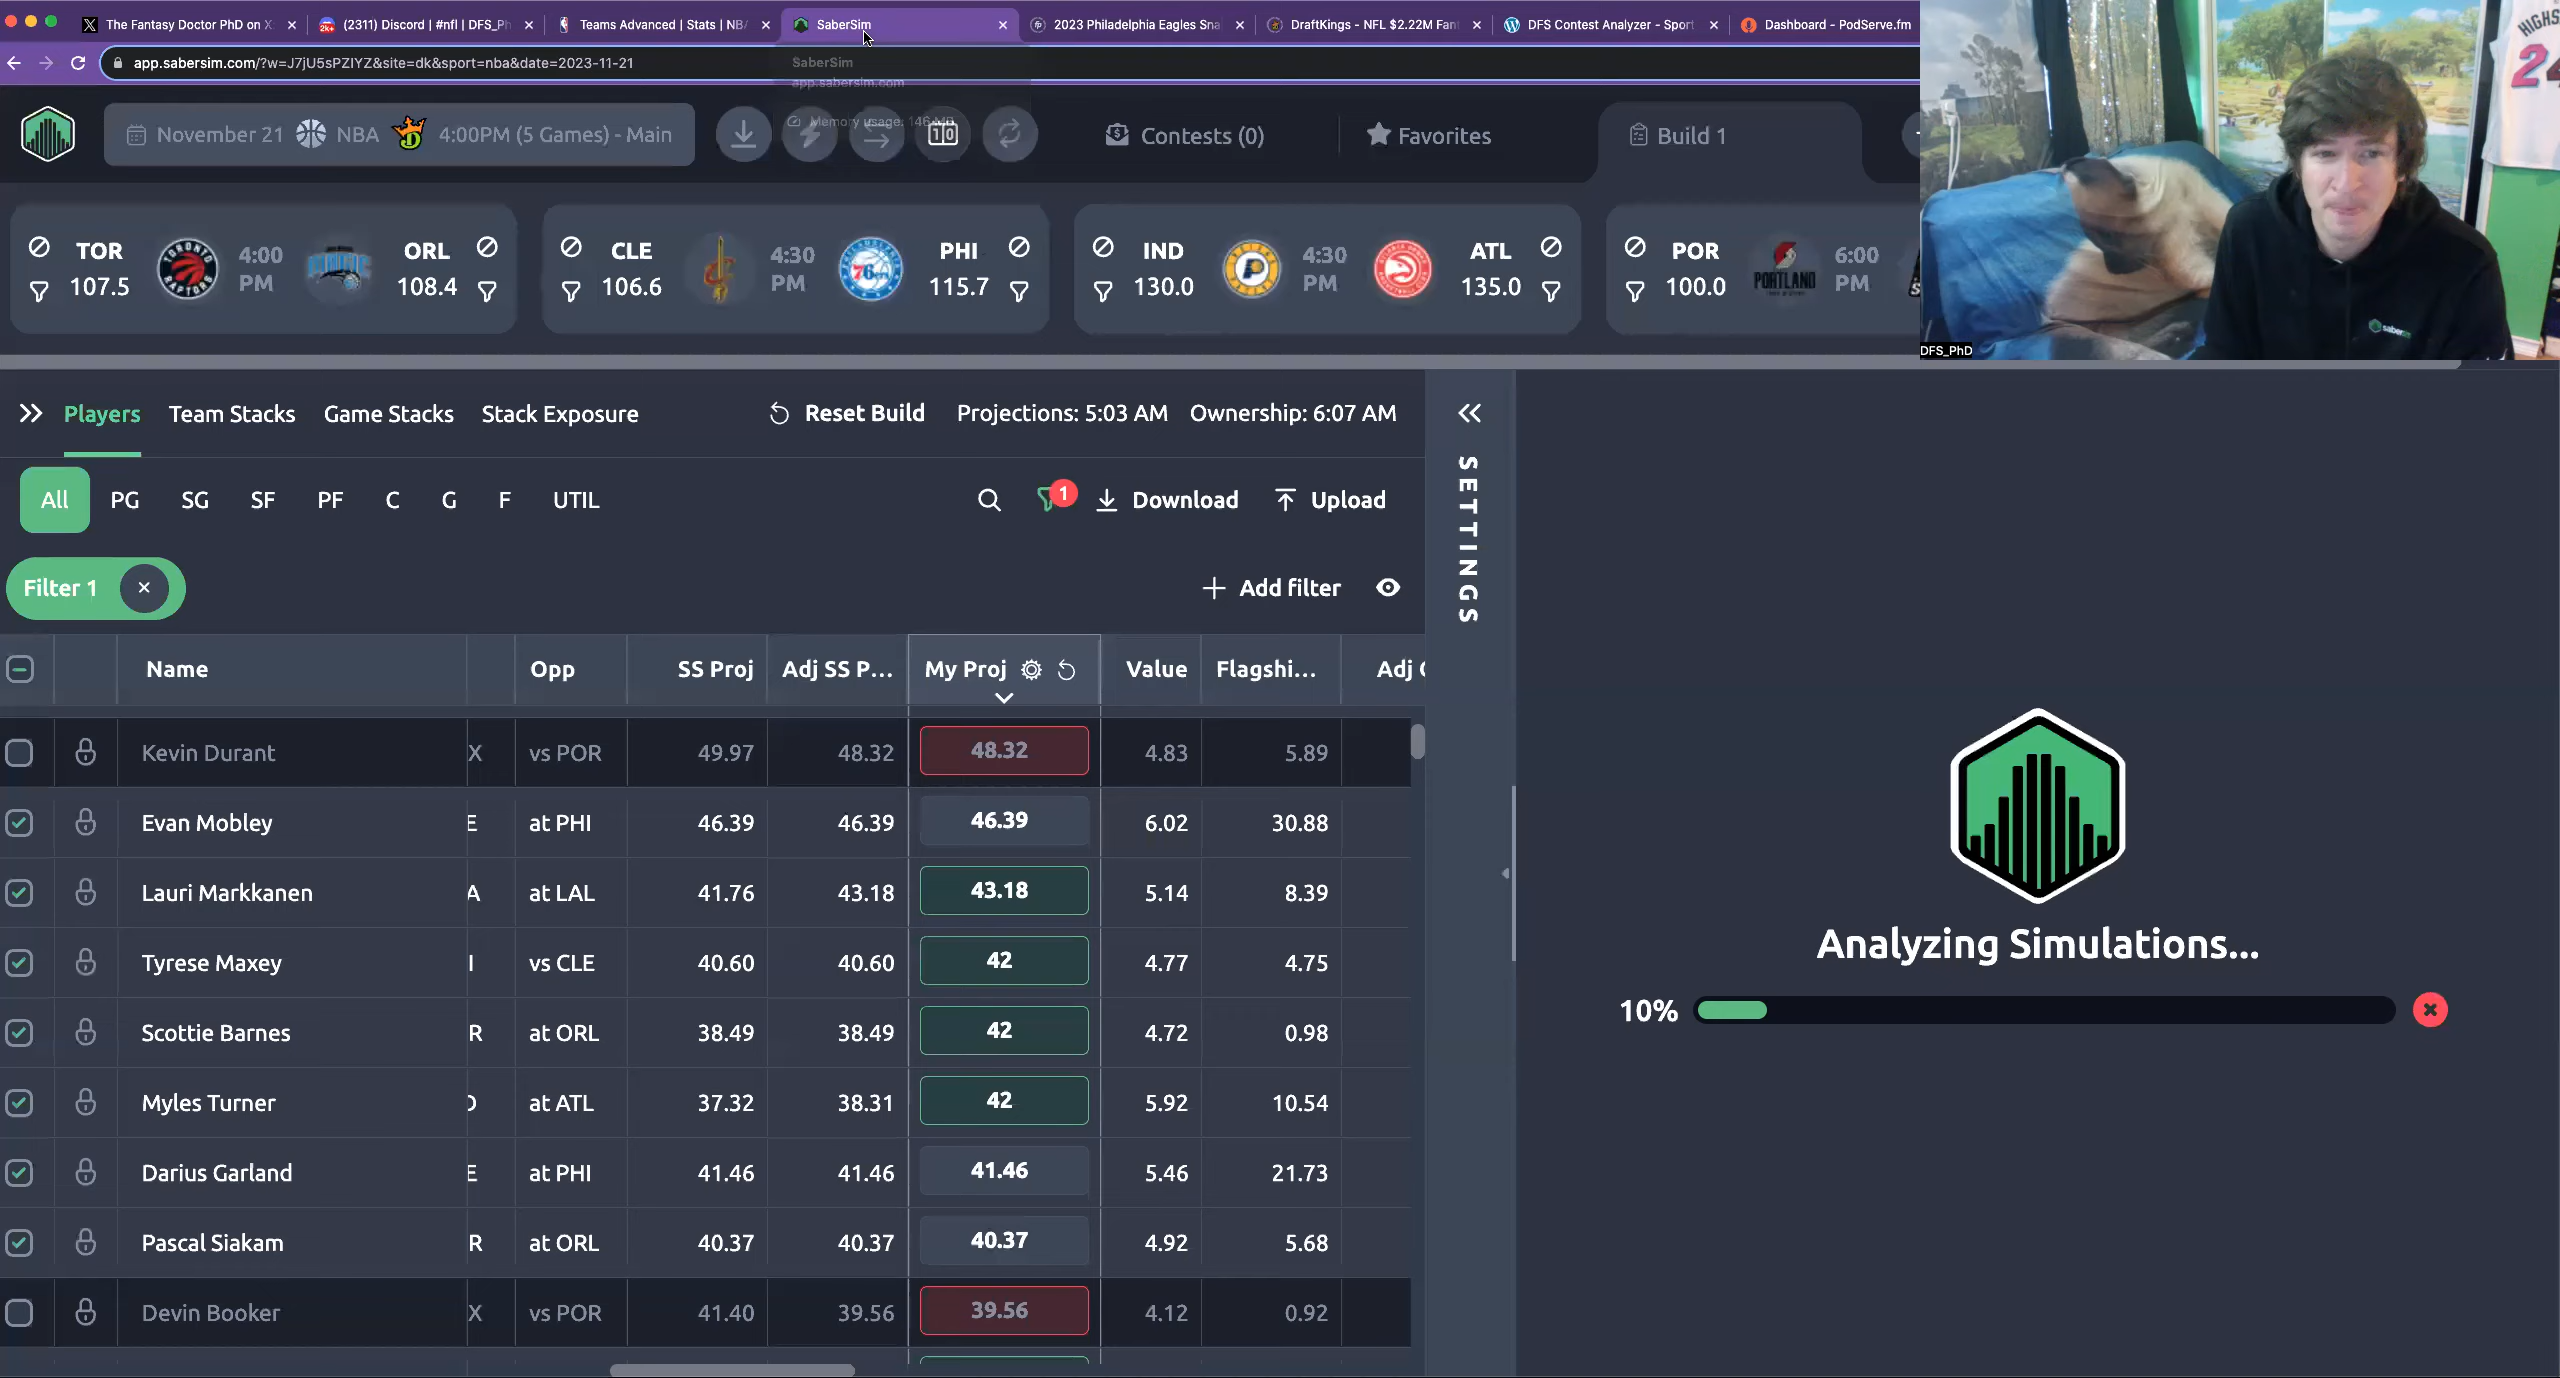 The Fantasy Doctor PhD on X
(2311) Discord | #nfl | DFS_Ph
Teams Advanced | Stats | NBA
SaberSim
2023 Philadelphia Eagles Sna
DraftKings - NFL $2.22M Fan
DFS Contest Analyzer - Sport
Dashboard - PodServe.fm
app.sabersim.com/?w=J7jU5sPZIYZ&site=dk&sport=nba&date=2023-11-21
SaberSim
app.sabersim.com
Memory usage: 146 MB
November 21 NBA 4:00PM (5 Games) - Main
Contests (0)
Favorites
Build 1
TOR 107.5 4:00 PM ORL 108.4
CLE 106.6 4:30 PM PHI 115.7
IND 130.0 4:30 PM ATL 135.0
POR 100.0 6:00 PM
PORTLAND
DFS_PhD
Players Team Stacks Game Stacks Stack Exposure Reset Build Projections: 5:03 AM Ownership: 6:07 AM
All PG SG SF PF C G F UTIL 1 Download Upload
Filter 1 Add filter
SETTINGS
Name Opp SS Proj Adj SS P... My Proj Value Flagshi... Adj
Kevin Durant X vs POR 49.97 48.32 48.32 4.83 5.89
Evan Mobley E at PHI 46.39 46.39 46.39 6.02 30.88
Lauri Markkanen A at LAL 41.76 43.18 43.18 5.14 8.39
Tyrese Maxey I vs CLE 40.60 40.60 42 4.77 4.75
Scottie Barnes R at ORL 38.49 38.49 42 4.72 0.98
Myles Turner D at ATL 37.32 38.31 42 5.92 10.54
Darius Garland E at PHI 41.46 41.46 41.46 5.46 21.73
Pascal Siakam R at ORL 40.37 40.37 40.37 4.92 5.68
Devin Booker X vs POR 41.40 39.56 39.56 4.12 0.92
Analyzing Simulations...
10%